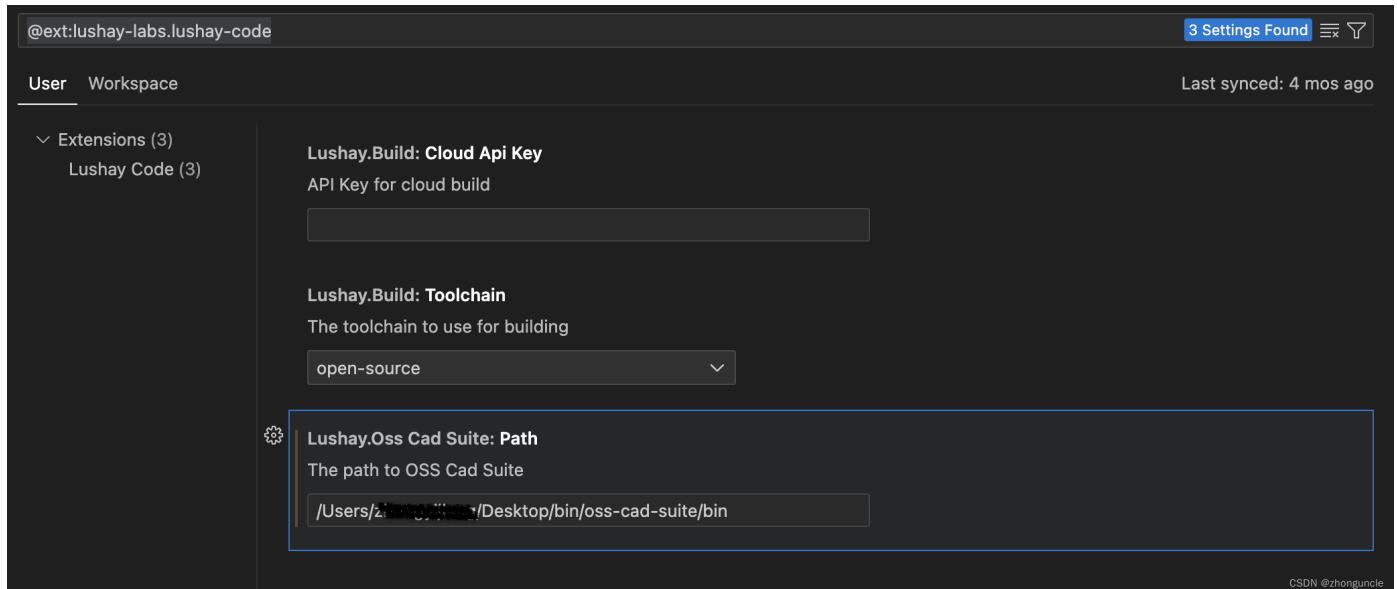 @ext:lushay-labs.lushay-code
3 Settings Found
User Workspace
Last synced: 4 mos ago
Extensions (3)
Lushay Code (3)
Lushay.Build: Cloud Api Key
API Key for cloud build
Lushay.Build: Toolchain
The toolchain to use for building
open-source
Lushay.Oss Cad Suite: Path
The path to OSS Cad Suite
/Users/ /Desktop/bin/oss-cad-suite/bin
CSDN @zhonguncle